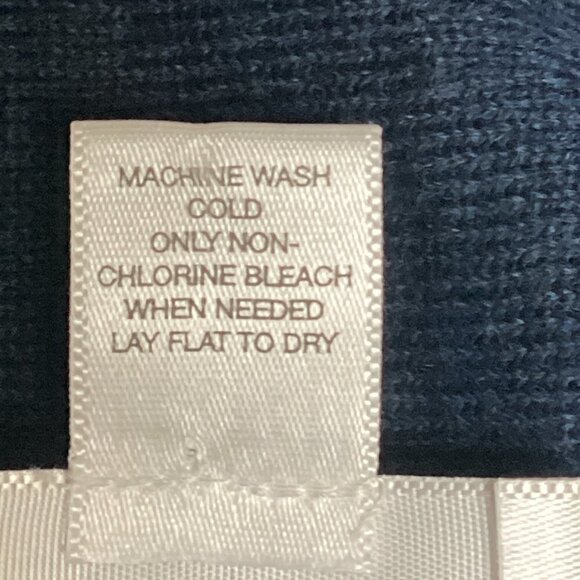 MACHINE WASH
COLD
ONLY NON-
CHLORINE BLEACH
WHEN NEEDED
LAY FLAT TO DRY